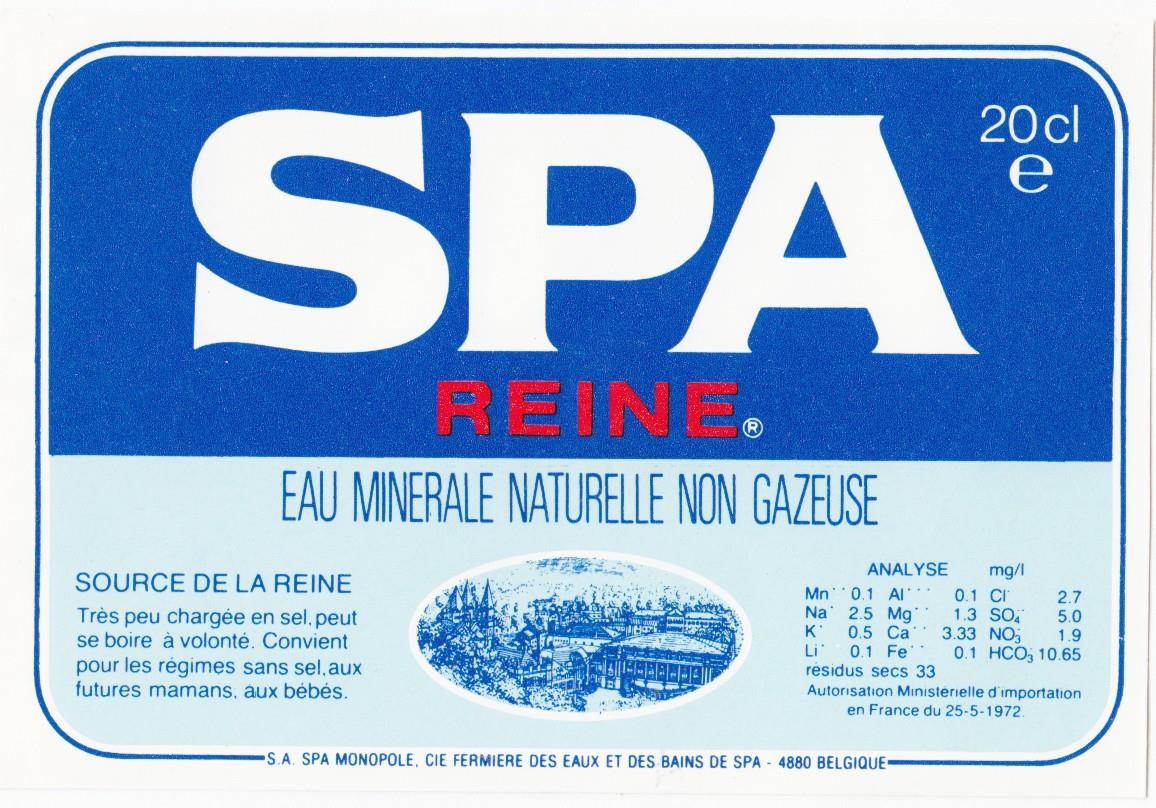 SPA
20 cl
e
REINE®
EAU MINERALE NATURELLE NON GAZEUSE
SOURCE DE LA REINE
Très peu chargée en sel, peut
se boire à volonté. Convient
pour les régimes sans sel, aux
futures mamans, aux bébés.
ANALYSE mg/l
Mn·· 0.1 Al··· 0.1 Cl· 2.7
Na· 2.5 Mg·· 1.3 SO₄·· 5.0
K· 0.5 Ca·· 3.33 NO₃· 1.9
Li· 0.1 Fe·· 0.1 HCO₃· 10.65
résidus secs 33
Autorisation Ministérielle d'importation
en France du 25-5-1972.
S.A. SPA MONOPOLE, CIE FERMIERE DES EAUX ET DES BAINS DE SPA - 4880 BELGIQUE